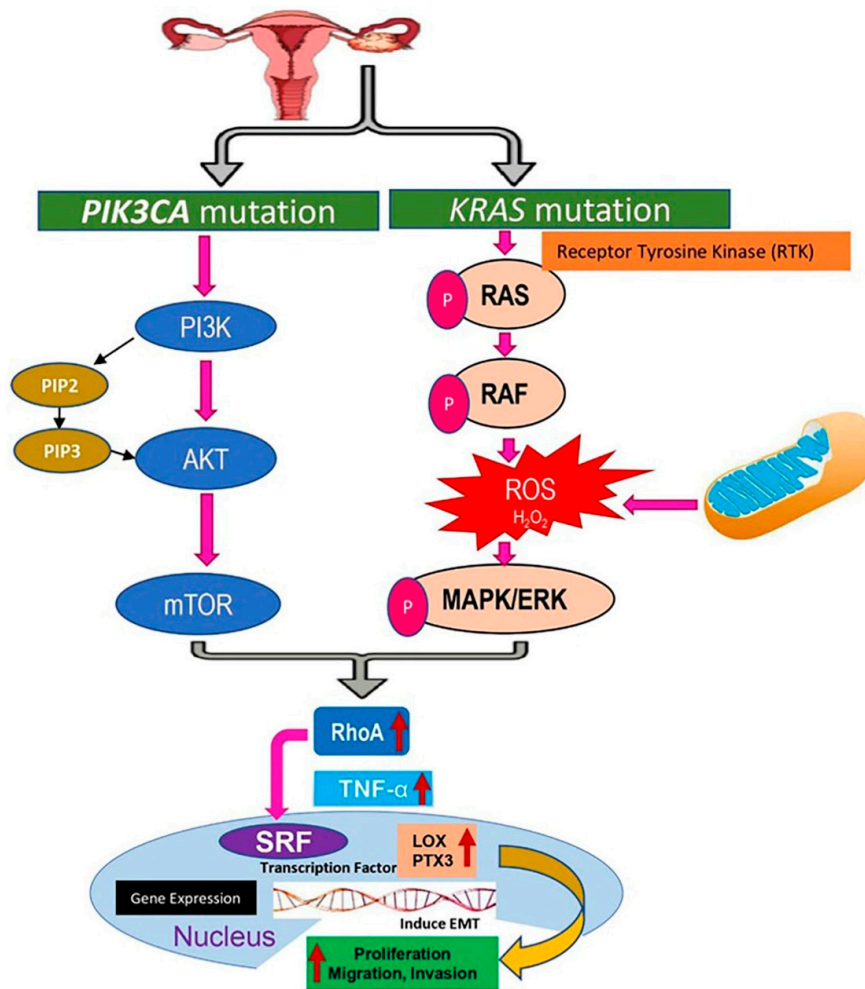 PIK3CA mutation
KRAS mutation
Receptor Tyrosine Kinase (RTK)
P
RAS
PI3K
PIP2
P
RAF
PIP3
AKT
ROS
H₂O₂
mTOR
P
MAPK/ERK
RhoA
TNF-α
SRF
Transcription Factor
LOX
PTX3
Gene Expression
Induce EMT
Nucleus
Proliferation
Migration, Invasion